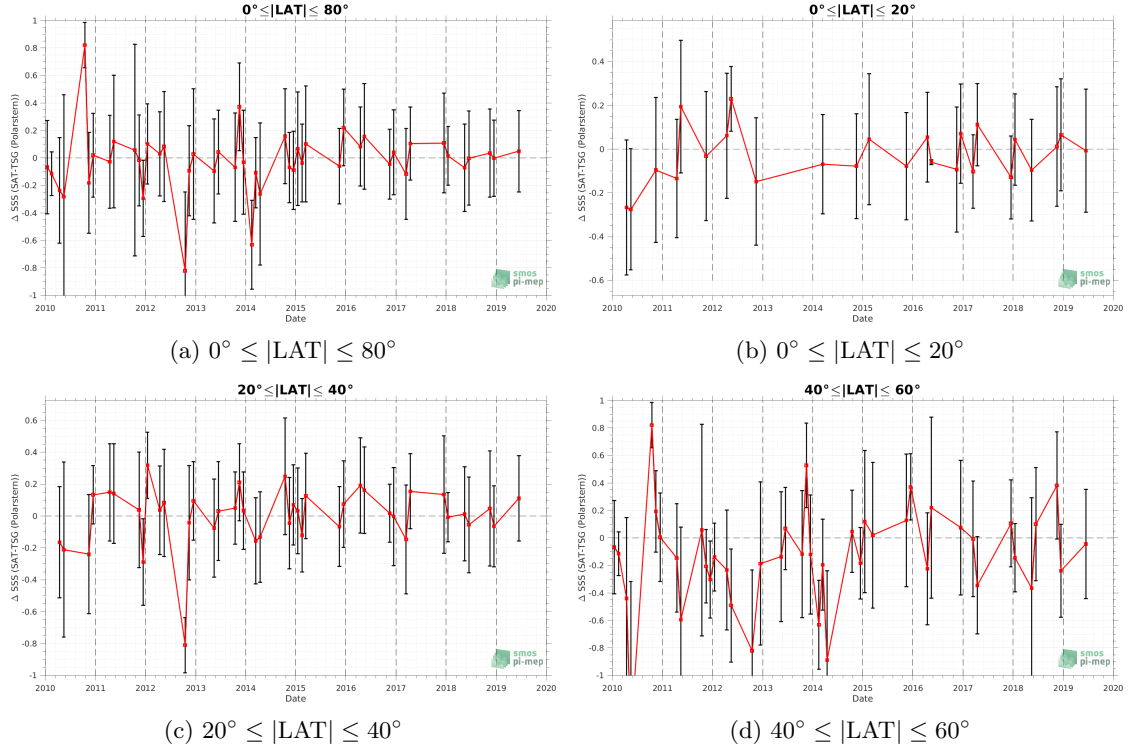 0°≤|LAT|≤ 80°
Δ SSS (SAT-TSG (Polarstern))
1
0.8
0.6
0.4
0.2
0
-0.2
-0.4
-0.6
-0.8
-1
2010 2011 2012 2013 2014 2015 2016 2017 2018 2019 2020
Date
smos
pi-mep
(a) 0° ≤ |LAT| ≤ 80°
0°≤|LAT|≤ 20°
Δ SSS (SAT-TSG (Polarstern))
0.4
0.2
0
-0.2
-0.4
-0.6
2010 2011 2012 2013 2014 2015 2016 2017 2018 2019 2020
Date
smos
pi-mep
(b) 0° ≤ |LAT| ≤ 20°
20°≤|LAT|≤ 40°
Δ SSS (SAT-TSG (Polarstern))
0.6
0.4
0.2
0
-0.2
-0.4
-0.6
-0.8
-1
2010 2011 2012 2013 2014 2015 2016 2017 2018 2019 2020
Date
smos
pi-mep
(c) 20° ≤ |LAT| ≤ 40°
40°≤|LAT|≤ 60°
Δ SSS (SAT-TSG (Polarstern))
1
0.8
0.6
0.4
0.2
0
-0.2
-0.4
-0.6
-0.8
-1
2010 2011 2012 2013 2014 2015 2016 2017 2018 2019 2020
Date
smos
pi-mep
(d) 40° ≤ |LAT| ≤ 60°